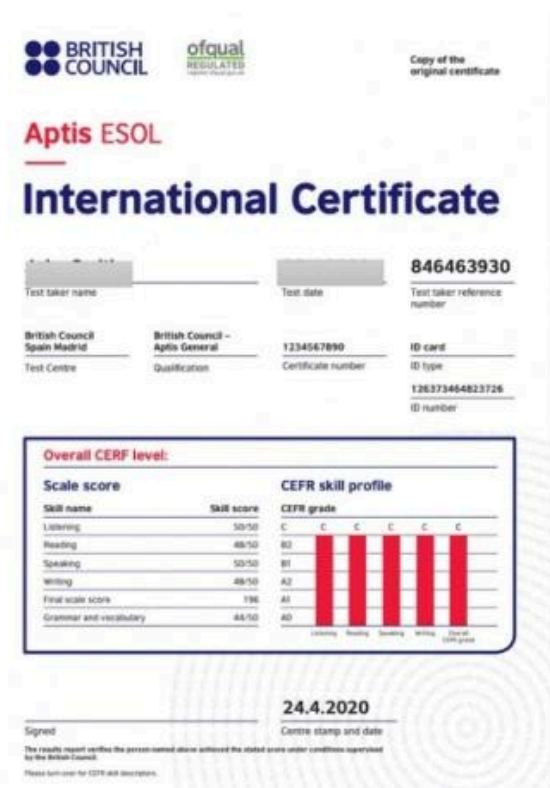 BRITISH COUNCIL
ofqual
REGULATED
Copy of the
original certificate
Aptis ESOL
International Certificate
846463930
Test taker name
Test date
Test taker reference
number
British Council
Spain Madrid
British Council –
Aptis General
1234567890
ID card
Test Centre
Qualification
Certificate number
ID type
126373464823726
ID number
Overall CERF level:
Scale score
CEFR skill profile
Skill name Skill score
CEFR grade
Listening 50/50
Reading 48/50
Speaking 50/50
Writing 48/50
Final scale score 196
Grammar and vocabulary 44/50
C C C C C C
B2
B1
A2
A1
A0
Listening Reading Speaking Writing Overall
CEFR grade
24.4.2020
Signed
Centre stamp and date
The results report verifies the person named above achieved the stated score under conditions supervised
by the British Council.
Please turn over for CEFR skill descriptors.